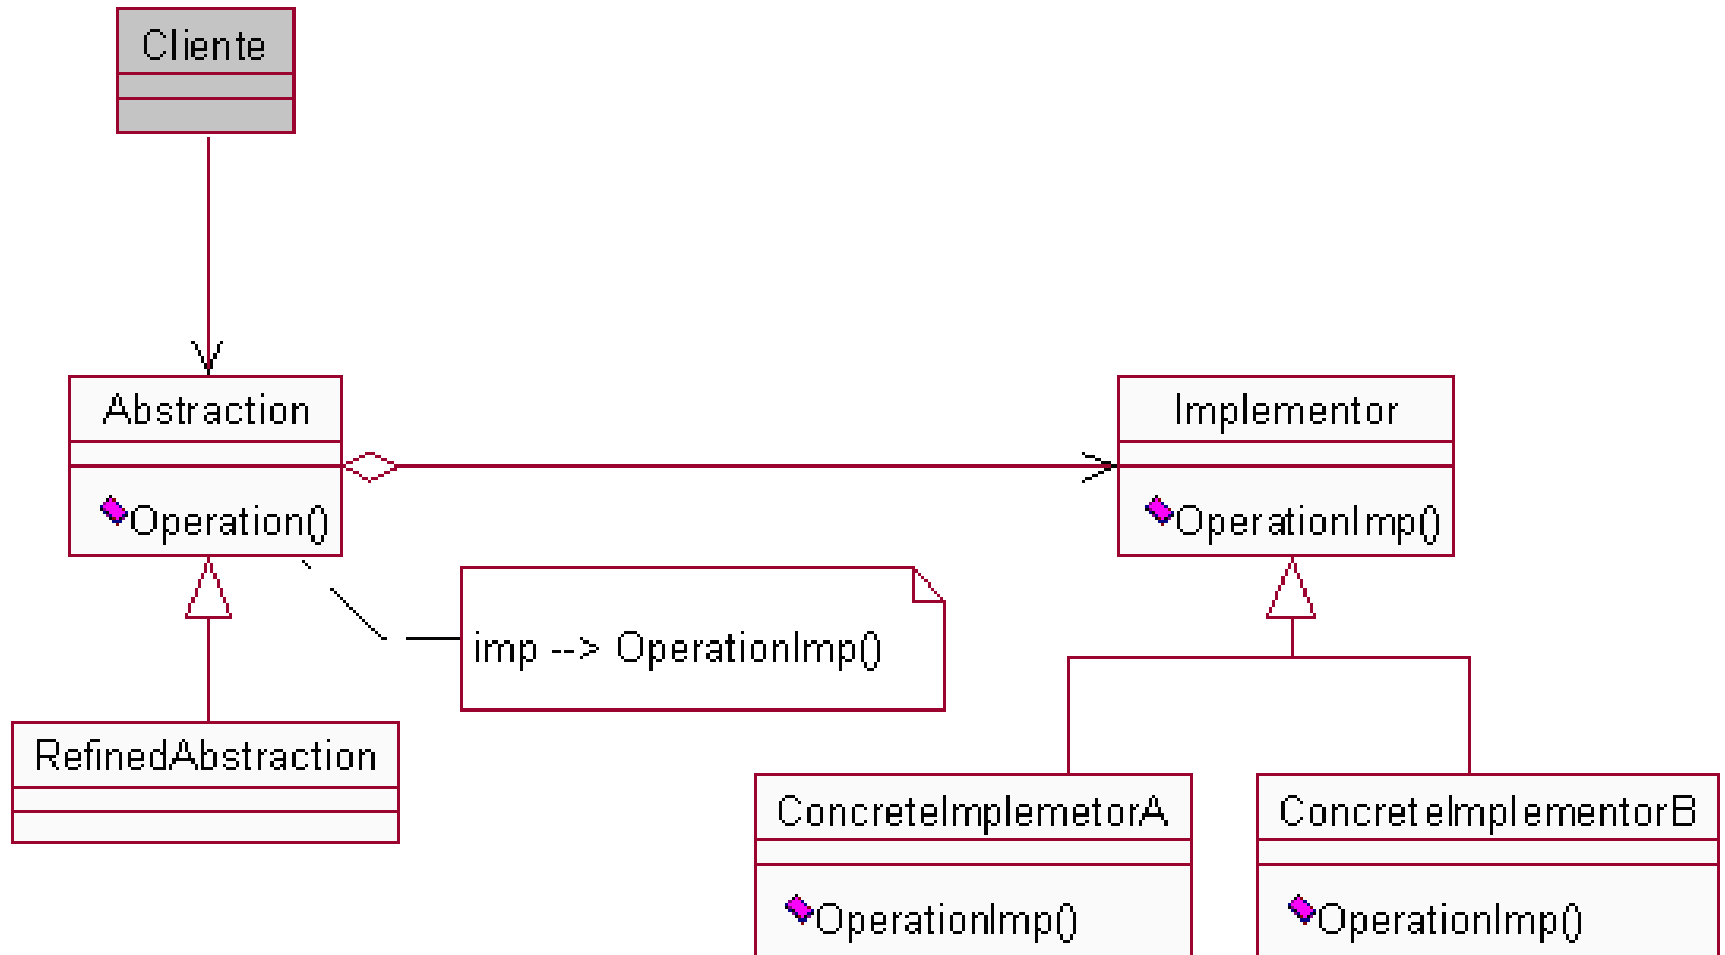 Cliente
Abstraction
Operation()
Implementor
OperationImp()
imp --> OperationImp()
RefinedAbstraction
ConcreteImplemetorA
OperationImp()
ConcreteImplementorB
OperationImp()